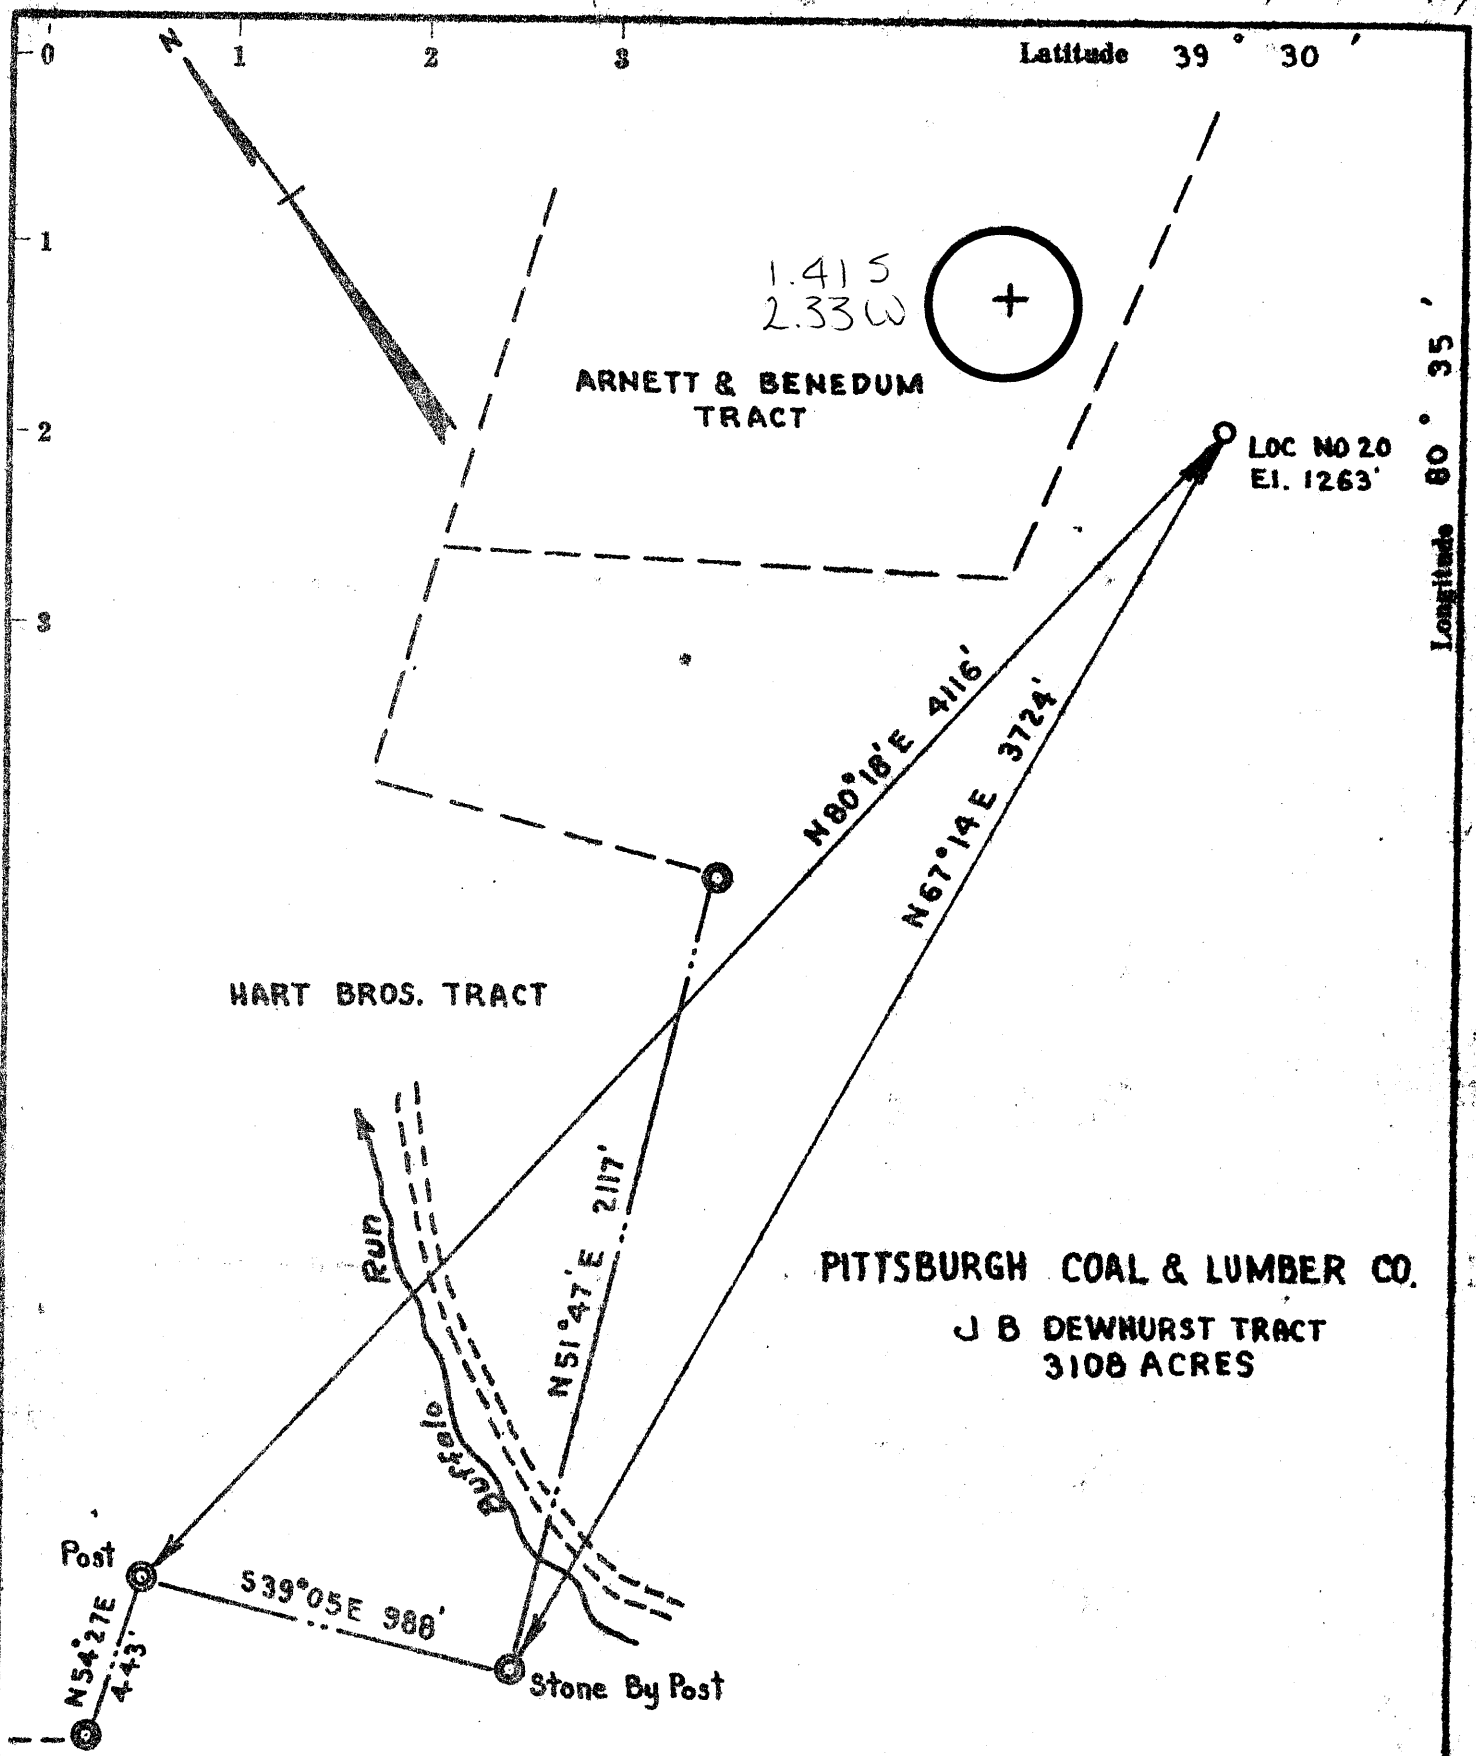 0 1 2 3 Latitude 39° 30'
N
1
2
3
1.41 S
2.33 W
ARNETT & BENEDUM
TRACT
Longitude 80° 35'
LOC NO 20
El. 1263'
N80°18'E 4116'
N67°14E 3724'
HART BROS. TRACT
N51°47'E 2117'
Buffalo Run
PITTSBURGH COAL & LUMBER CO.
J B DEWHURST TRACT
3108 ACRES
Post
S39°05E 988'
N54°27E
443'
Stone By Post